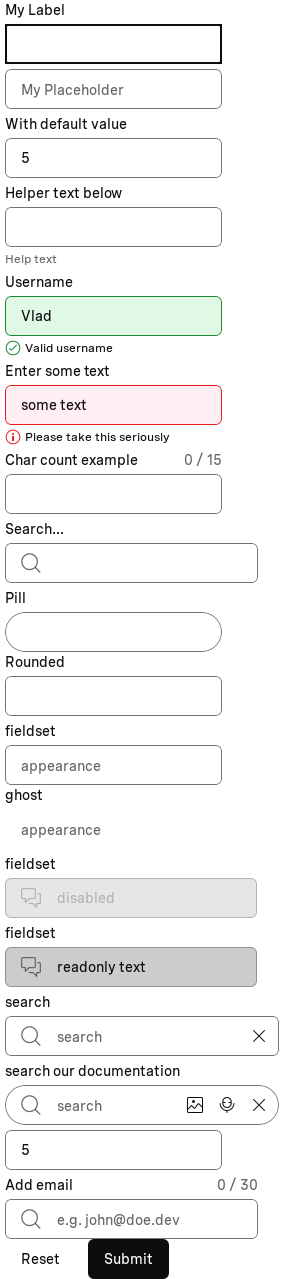 My Label
My Placeholder
With default value
5
Helper text below
Help text
Username
Vlad
Valid username
Enter some text
some text
Please take this seriously
Char count example 0 / 15
Search...
Pill
Rounded
fieldset
appearance
ghost
appearance
fieldset
disabled
fieldset
readonly text
search
search
search our documentation
search
5
Add email 0 / 30
e.g. john@doe.dev
Reset Submit